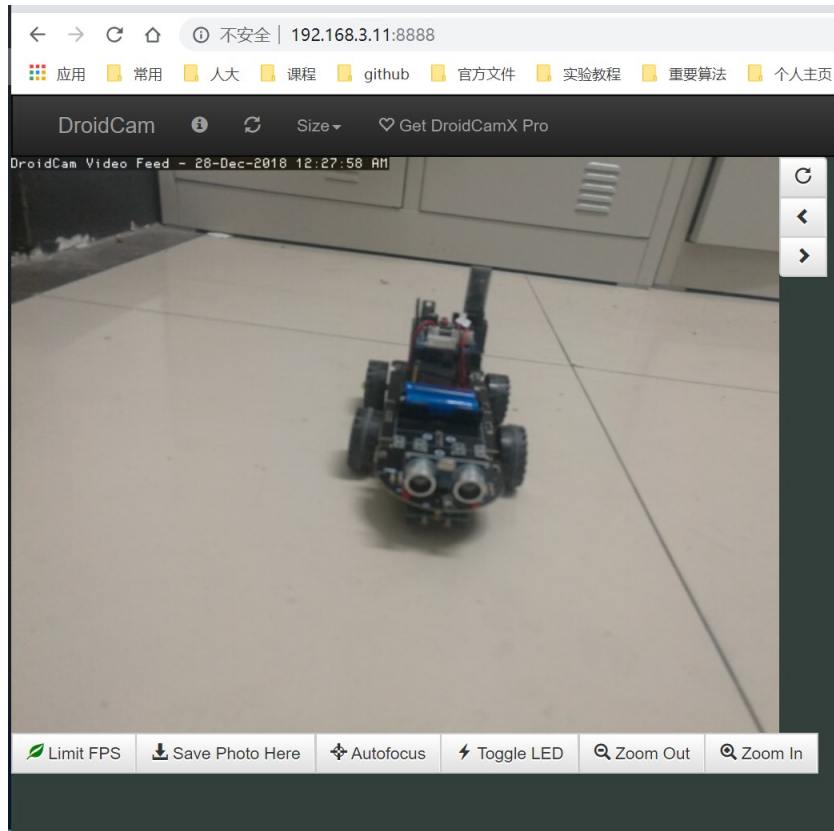 不安全 | 192.168.3.11:8888
应用 常用 人大 课程 github 官方文件 实验教程 重要算法 个人主页
DroidCam Size Get DroidCamX Pro
DroidCam Video Feed - 28-Dec-2018 12:27:58 AM
Limit FPS Save Photo Here Autofocus Toggle LED Zoom Out Zoom In